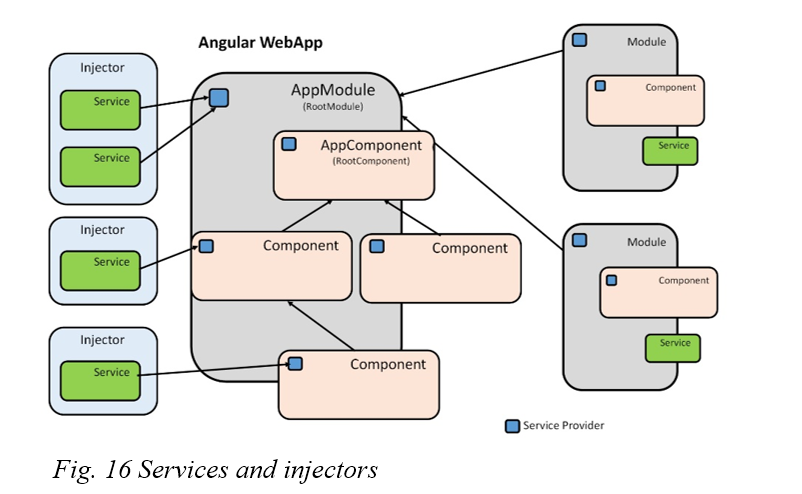 Angular WebApp
Injector
Service
Service
Injector
Service
Injector
Service
AppModule
(RootModule)
AppComponent
(RootComponent)
Component
Component
Component
Module
Component
Service
Module
Component
Service
Service Provider
Fig. 16 Services and injectors